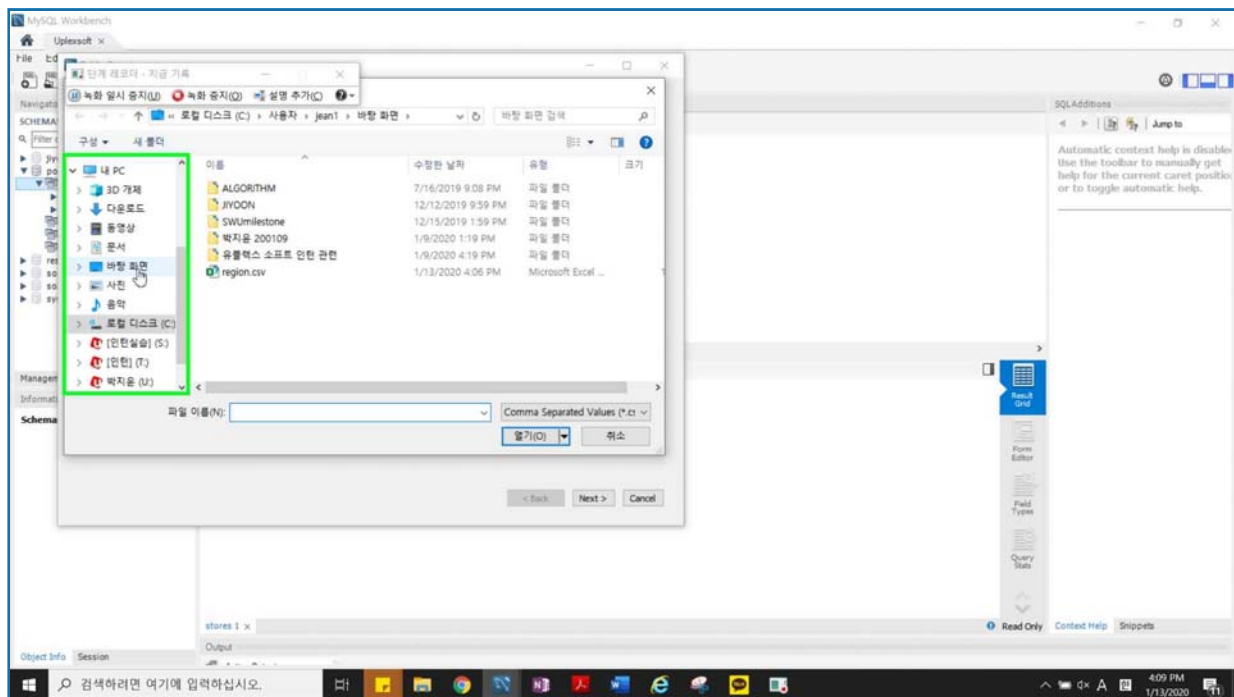 MySQL Workbench
Uplexsoft ×
File Ed
단계 레코더 - 지금 기록
녹화 일시 중지(U) 녹화 중지(O) 설명 추가(C)
Navigat
SCHEMA
SQLAdditions
« 로컬 디스크 (C:) › 사용자 › jean1 › 바탕 화면 ›
바탕 화면 검색
Jump to
Filter
구성 새 폴더
Automatic context help is disable
Use the toolbar to manually get
help for the current caret positio
or to toggle automatic help.
내 PC
3D 개체
다운로드
동영상
문서
바탕 화면
사진
음악
로컬 디스크 (C:)
[인턴실습] (S:)
[인턴] (T:)
박지윤 (U:)
이름 수정한 날짜 유형 크기
ALGORITHM 7/16/2019 9:08 PM 파일 폴더
JIYOON 12/12/2019 9:59 PM 파일 폴더
SWUmilestone 12/15/2019 1:59 PM 파일 폴더
박지윤 200109 1/9/2020 1:19 PM 파일 폴더
유플렉스 소프트 인턴 관련 1/9/2020 4:19 PM 파일 폴더
region.csv 1/13/2020 4:06 PM Microsoft Excel ...
파일 이름(N):
Comma Separated Values (*.cs
열기(O) 취소
Managem
Informat
Schema
< Back Next > Cancel
Result
Grid
Form
Editor
Field
Types
Query
Stats
stores 1 ×
Read Only
Context Help Snippets
Output
Object Info Session
검색하려면 여기에 입력하십시오.
A
4:09 PM
1/13/2020